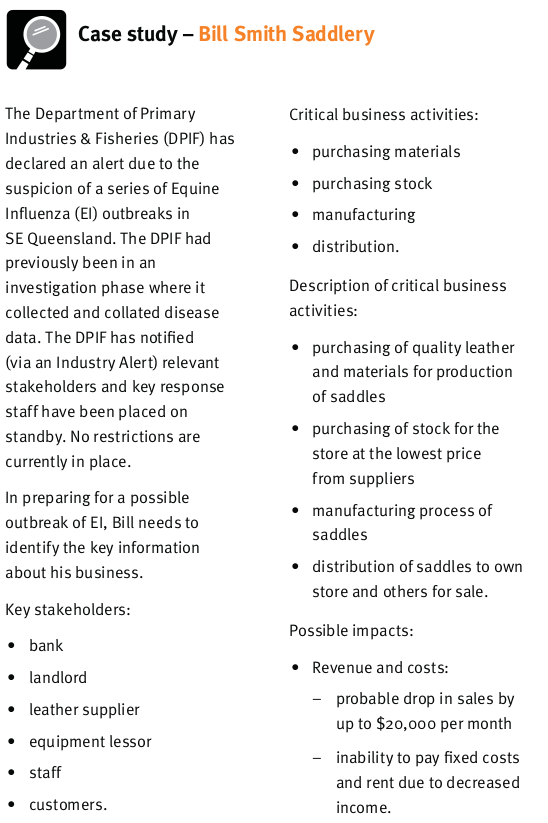 Case study – Bill Smith Saddlery
The Department of Primary
Industries & Fisheries (DPIF) has
declared an alert due to the
suspicion of a series of Equine
Influenza (EI) outbreaks in
SE Queensland. The DPIF had
previously been in an
investigation phase where it
collected and collated disease
data. The DPIF has notified
(via an Industry Alert) relevant
stakeholders and key response
staff have been placed on
standby. No restrictions are
currently in place.
In preparing for a possible
outbreak of EI, Bill needs to
identify the key information
about his business.
Key stakeholders:
• bank
• landlord
• leather supplier
• equipment lessor
• staff
• customers.
Critical business activities:
• purchasing materials
• purchasing stock
• manufacturing
• distribution.
Description of critical business
activities:
• purchasing of quality leather
and materials for production
of saddles
• purchasing of stock for the
store at the lowest price
from suppliers
• manufacturing process of
saddles
• distribution of saddles to own
store and others for sale.
Possible impacts:
• Revenue and costs:
– probable drop in sales by
up to $20,000 per month
– inability to pay fixed costs
and rent due to decreased
income.